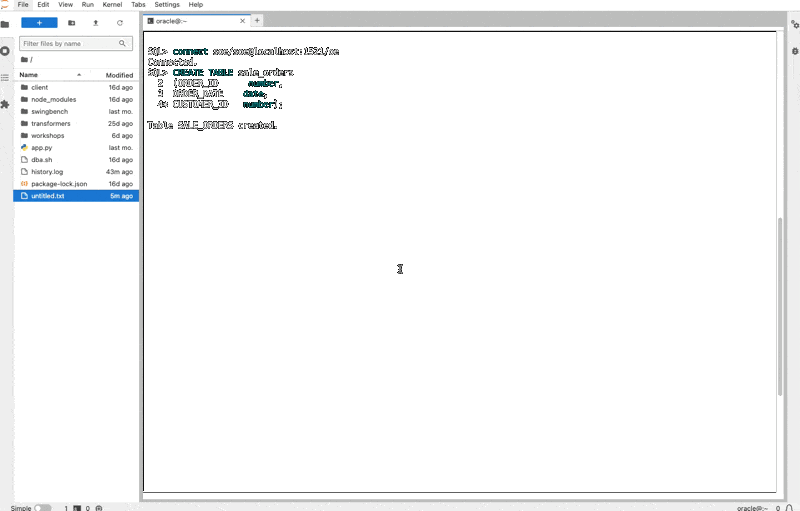 File Edit View Run Kernel Tabs Settings Help
+
oracle@:~ × +
Filter files by name
/
Name Modified
client 16d ago
node_modules 16d ago
swingbench last mo.
transformers 25d ago
workshops 6d ago
app.py last mo.
dba.sh 16d ago
history.log 43m ago
package-lock.json 16d ago
untitled.txt 5m ago
SQL> connect soe/soe@localhost:1521/xe
Connected.
SQL> CREATE TABLE sale_orders
2 (ORDER_ID number,
3 ORDER_DATE date,
4* CUSTOMER_ID number);
Table SALE_ORDERS created.
Simple 1 0 oracle@:~ 0